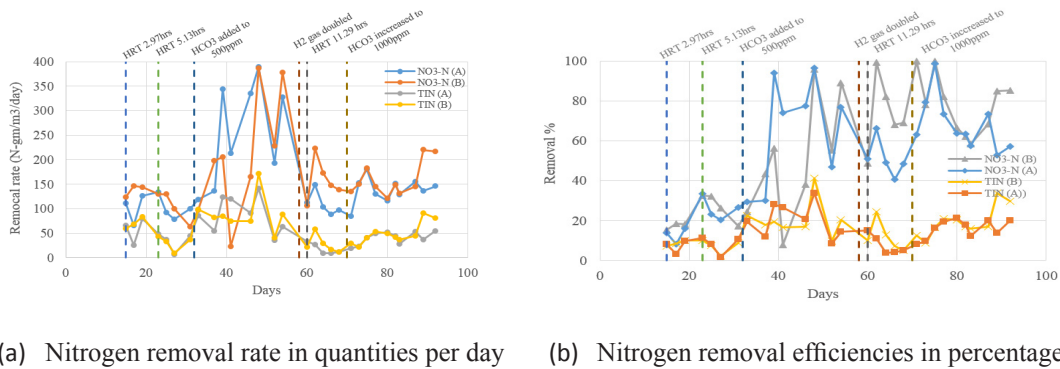 HRT 2.97hrs
HRT 5.13hrs
HCO3 added to
500ppm
H2 gas doubled
HRT 11.29 hrs
HCO3 inccreased to
1000ppm
400
350
300
250
200
150
100
50
0
0
20
40
60
80
100
Remocal rate (N-gm/m3/day)
Days
NO3-N (A)
NO3-N (B)
TIN (A)
TIN (B)
HRT 2.97hrs
HRT 5.13hrs
HCO3 added to
500ppm
H2 gas doubled
HRT 11.29 hrs
HCO3 inccreased to
1000ppm
100
80
60
40
20
0
0
20
40
60
80
100
Removal %
Days
NO3-N (B)
NO3-N (A)
TIN (B)
TIN (A))
(a) Nitrogen removal rate in quantities per day
(b) Nitrogen removal efficiencies in percentage